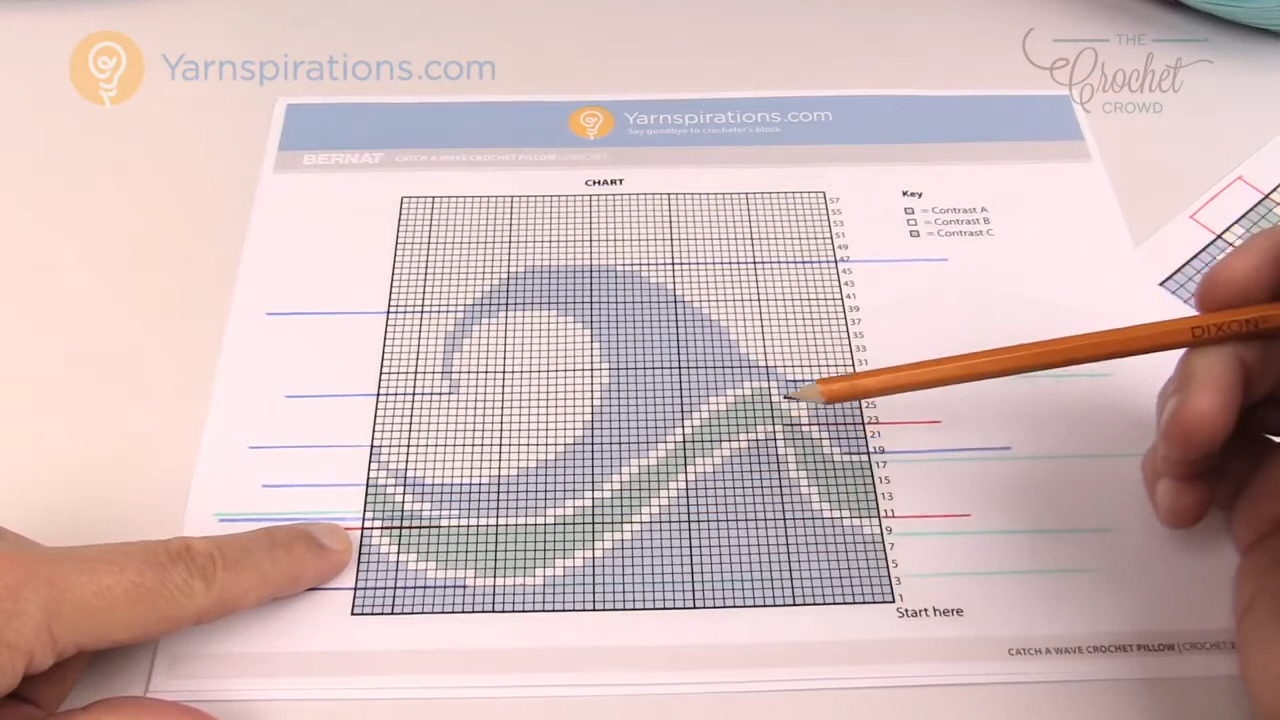 Yarnspirations.com
THE
Crochet
CROWD
Yarnspirations.com
Say goodbye to crocheter's block
BERNAT CATCH A WAVE CROCHET PILLOW | CROCHET
CHART
Key
= Contrast A
= Contrast B
= Contrast C
57
55
53
51
49
47
45
43
41
39
37
35
33
31
25
23
21
19
17
15
13
11
9
7
5
3
1
Start here
DIXON
CATCH A WAVE CROCHET PILLOW | CROCHET